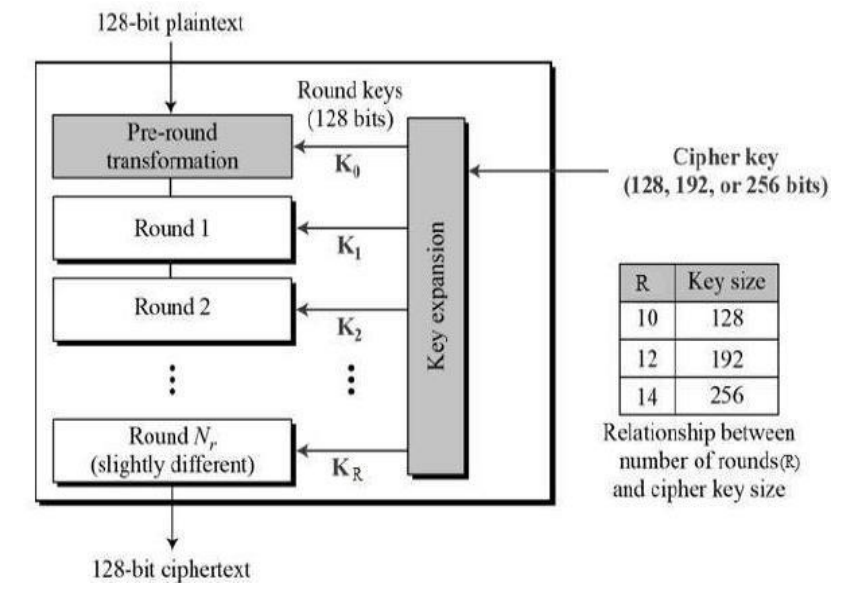 128-bit plaintext
Round keys
(128 bits)
Pre-round
transformation
K₀
Cipher key
(128, 192, or 256 bits)
Round 1
K₁
Key expansion
Round 2
K₂
R Key size
10 128
12 192
14 256
Relationship between
number of rounds(R)
and cipher key size
Round Nᵣ
(slightly different)
K_R
128-bit ciphertext